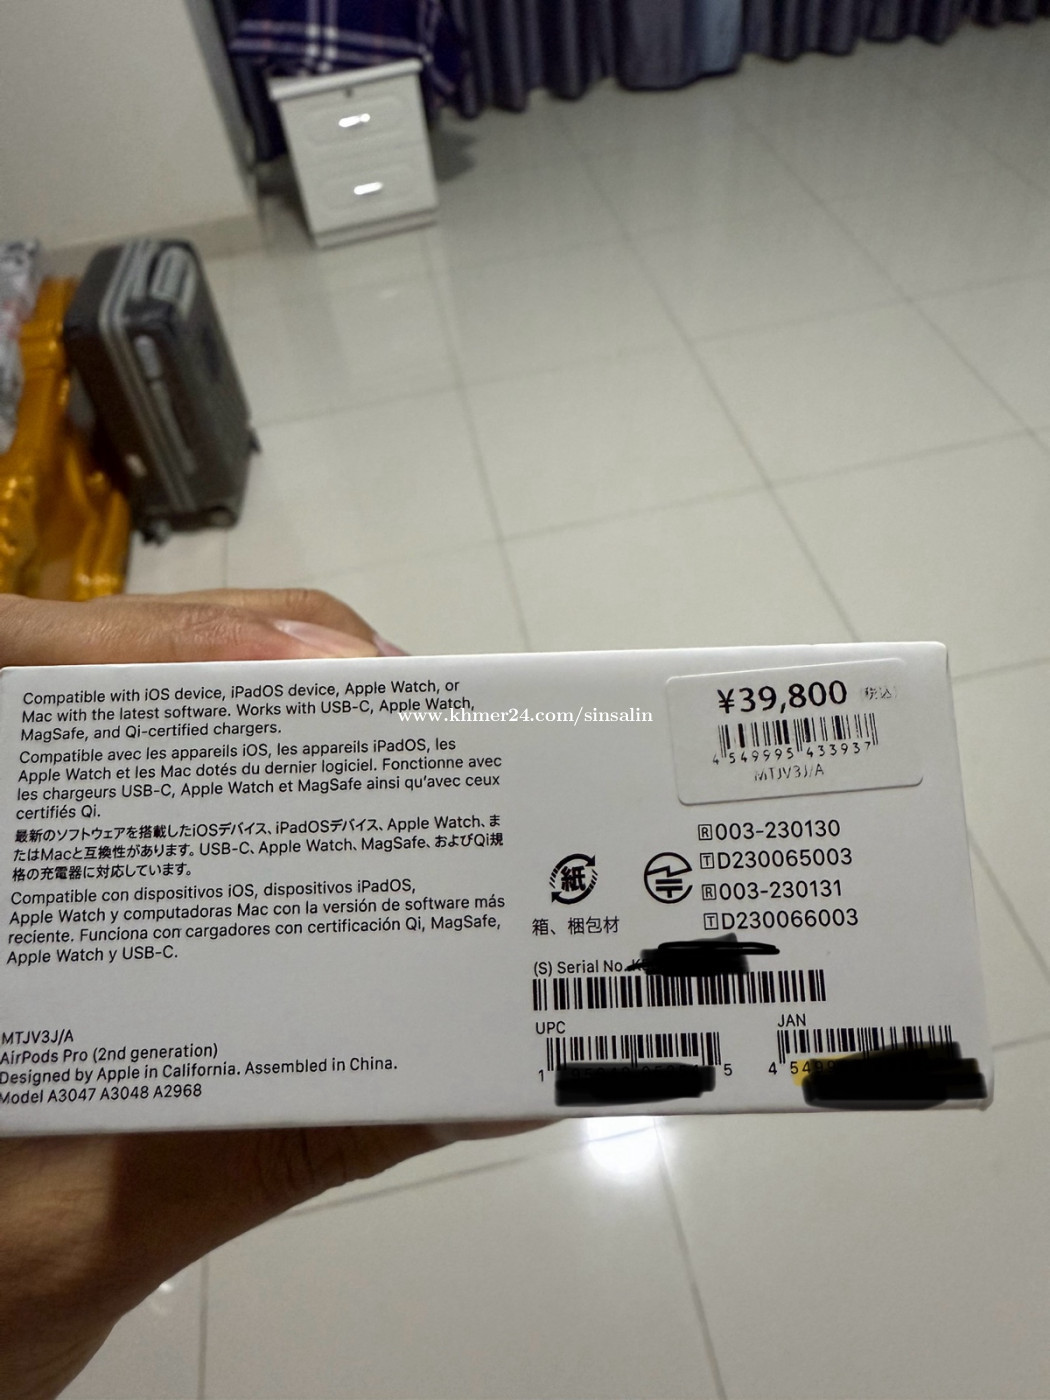 Compatible with iOS device, iPadOS device, Apple Watch, or
Mac with the latest software. Works with USB-C, Apple Watch,
MagSafe, and Qi-certified chargers.
Compatible avec les appareils iOS, les appareils iPadOS, les
Apple Watch et les Mac dotés du dernier logiciel. Fonctionne avec
les chargeurs USB-C, Apple Watch et MagSafe ainsi qu'avec ceux
certifiés Qi.
最新のソフトウェアを搭載したiOSデバイス、iPadOSデバイス、Apple Watch、ま
たはMacと互換性があります。USB-C、Apple Watch、MagSafe、およびQi規
格の充電器に対応しています。
Compatible con dispositivos iOS, dispositivos iPadOS,
Apple Watch y computadoras Mac con la versión de software más
reciente. Funciona con cargadores con certificación Qi, MagSafe,
Apple Watch y USB-C.
MTJV3J/A
AirPods Pro (2nd generation)
Designed by Apple in California. Assembled in China.
Model A3047 A3048 A2968
www.khmer24.com/sinsalin
¥39,800 税込
4 549995 433937
MTJV3J/A
R 003-230130
T D230065003
R 003-230131
T D230066003
紙
箱、梱包材
(S) Serial No.
UPC
1 5
JAN
4 549